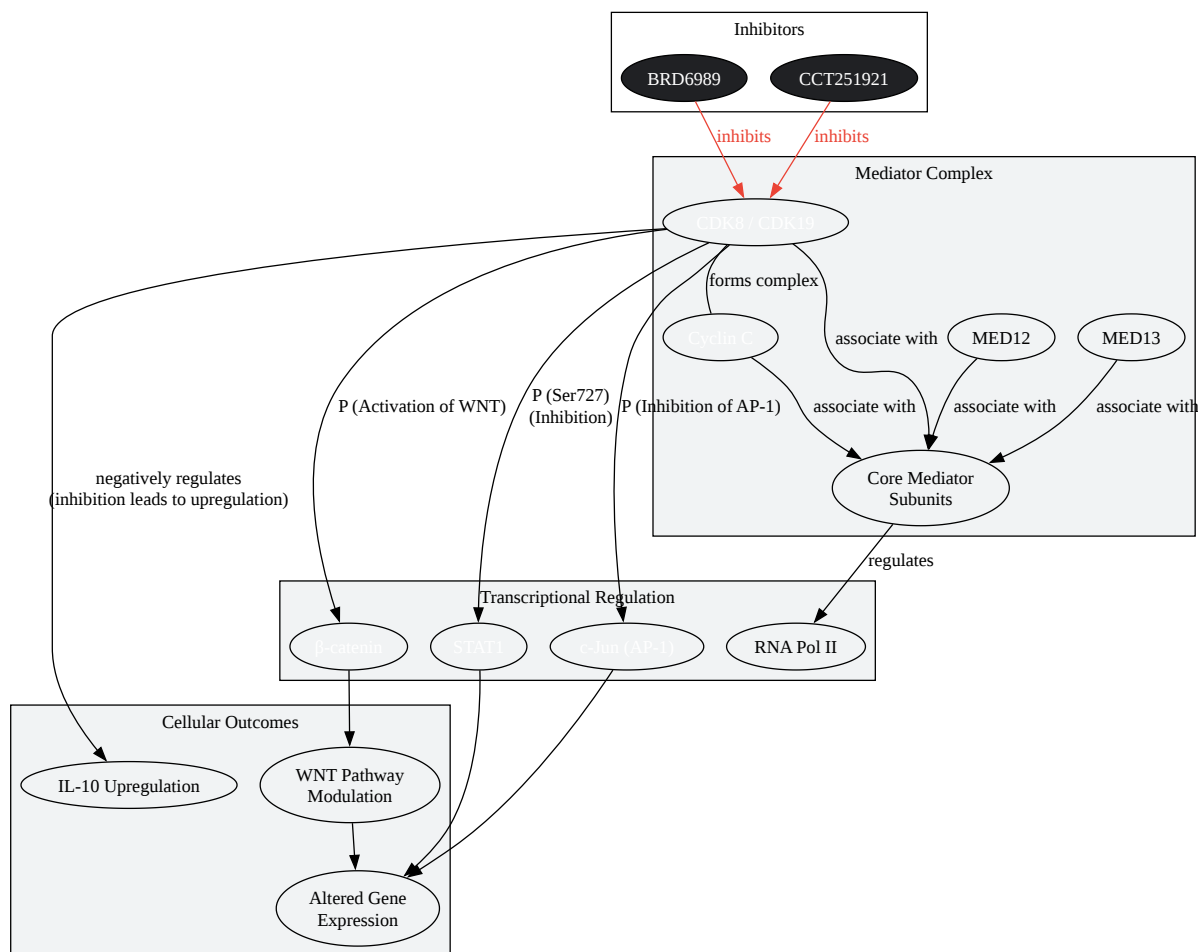 Inhibitors
BRD6989
CCT251921
inhibits
inhibits
Mediator Complex
CDK8 / CDK19
forms complex
Cyclin C
associate with
MED12
MED13
P (Activation of WNT)
P (Ser727)
(Inhibition)
P (Inhibition of AP-1)
associate with
associate with
associate with
negatively regulates
(inhibition leads to upregulation)
Core Mediator
Subunits
regulates
Transcriptional Regulation
β-catenin
STAT1
c-Jun (AP-1)
RNA Pol II
Cellular Outcomes
IL-10 Upregulation
WNT Pathway
Modulation
Altered Gene
Expression